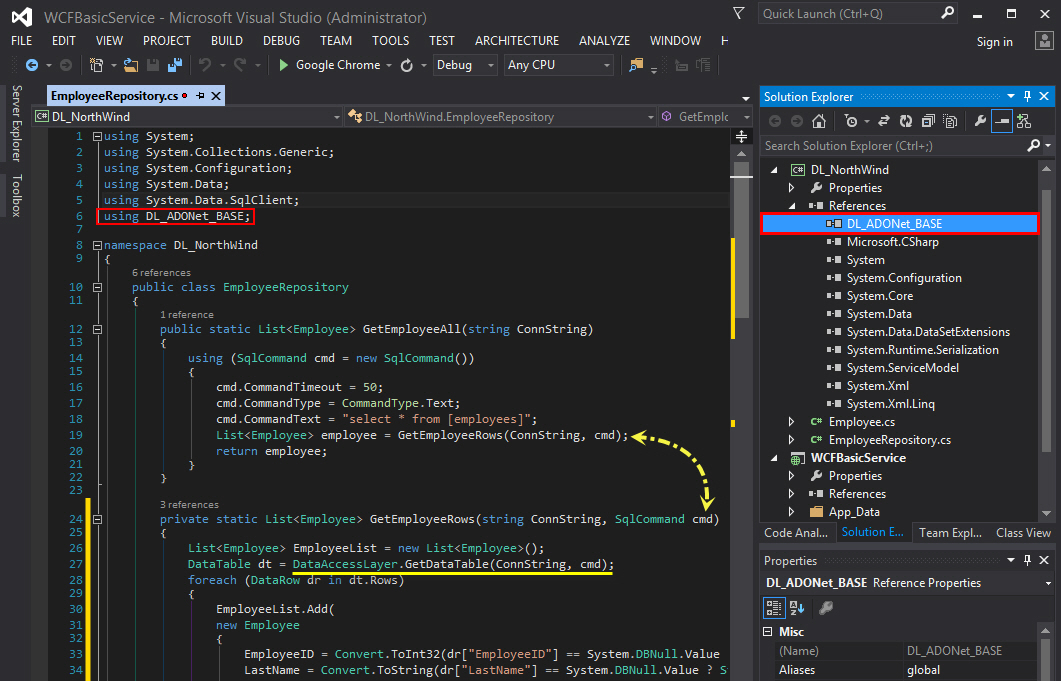 WCFBasicService - Microsoft Visual Studio (Administrator)
Quick Launch (Ctrl+Q)
FILE EDIT VIEW PROJECT BUILD DEBUG TEAM TOOLS TEST ARCHITECTURE ANALYZE WINDOW H
Sign in
Google Chrome Debug Any CPU
Server Explorer
Toolbox
EmployeeRepository.cs
DL_NorthWind DL_NorthWind.EmployeeRepository GetEmplc
1 using System;
2 using System.Collections.Generic;
3 using System.Configuration;
4 using System.Data;
5 using System.Data.SqlClient;
6 using DL_ADONet_BASE;
7
8 namespace DL_NorthWind
9 {
6 references
10 public class EmployeeRepository
11 {
1 reference
12 public static List<Employee> GetEmployeeAll(string ConnString)
13 {
14 using (SqlCommand cmd = new SqlCommand())
15 {
16 cmd.CommandTimeout = 50;
17 cmd.CommandType = CommandType.Text;
18 cmd.CommandText = "select * from [employees]";
19 List<Employee> employee = GetEmployeeRows(ConnString, cmd);
20 return employee;
21 }
22 }
23
3 references
24 private static List<Employee> GetEmployeeRows(string ConnString, SqlCommand cmd)
25 {
26 List<Employee> EmployeeList = new List<Employee>();
27 DataTable dt = DataAccessLayer.GetDataTable(ConnString, cmd);
28 foreach (DataRow dr in dt.Rows)
29 {
30 EmployeeList.Add(
31 new Employee
32 {
33 EmployeeID = Convert.ToInt32(dr["EmployeeID"] == System.DBNull.Value
34 LastName = Convert.ToString(dr["LastName"] == System.DBNull.Value ? S
Solution Explorer
Search Solution Explorer (Ctrl+;)
C# DL_NorthWind
Properties
References
DL_ADONet_BASE
Microsoft.CSharp
System
System.Configuration
System.Core
System.Data
System.Data.DataSetExtensions
System.Runtime.Serialization
System.ServiceModel
System.Xml
System.Xml.Linq
C# Employee.cs
C# EmployeeRepository.cs
WCFBasicService
Properties
References
App_Data
Code Anal... Solution E... Team Expl... Class View
Properties
DL_ADONet_BASE Reference Properties
Misc
(Name) DL_ADONet_BASE
Aliases global